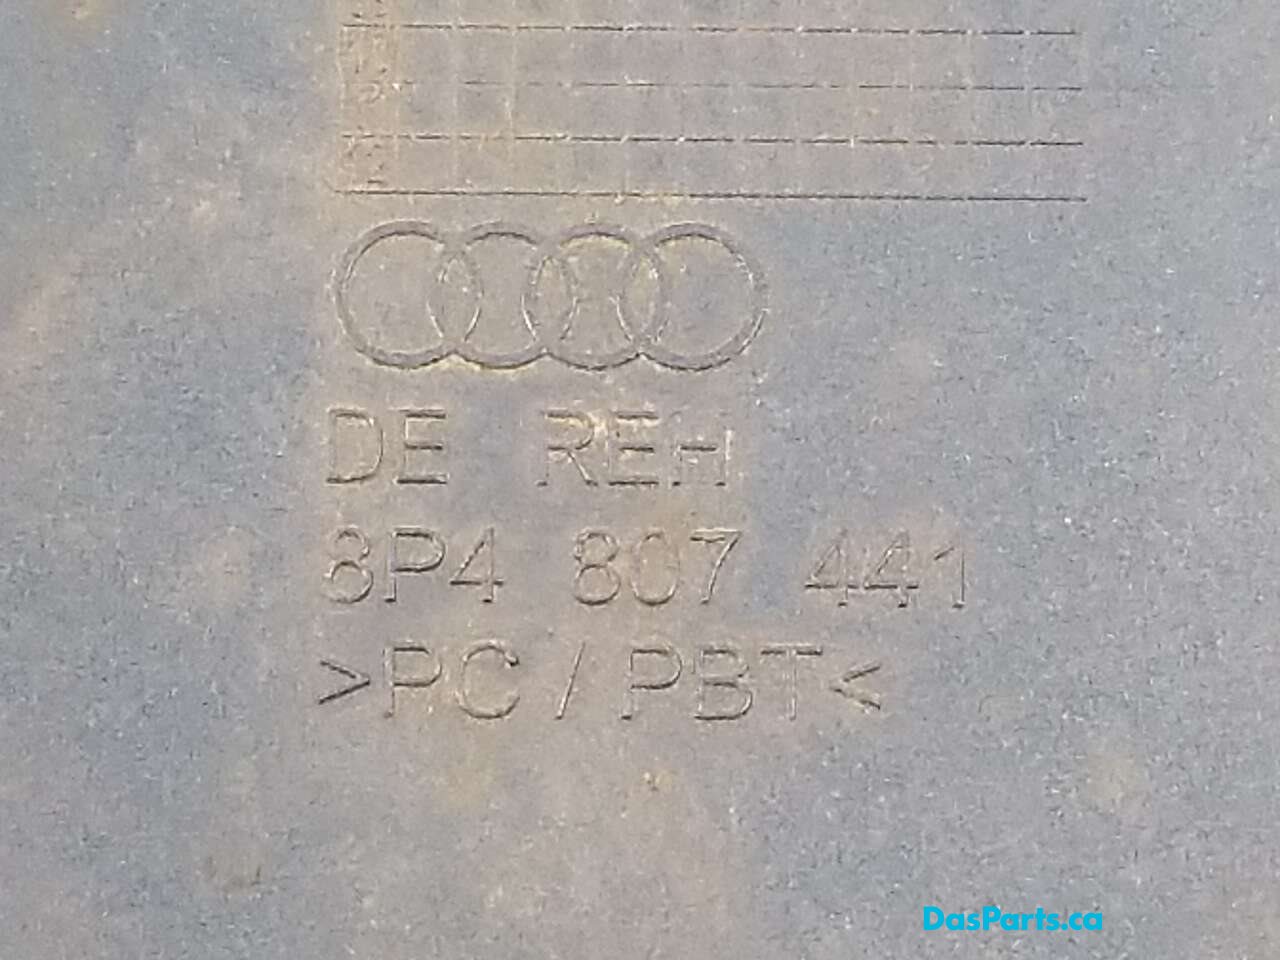 DE REH
8P4 807 441
>PC/PBT<
DasParts.ca